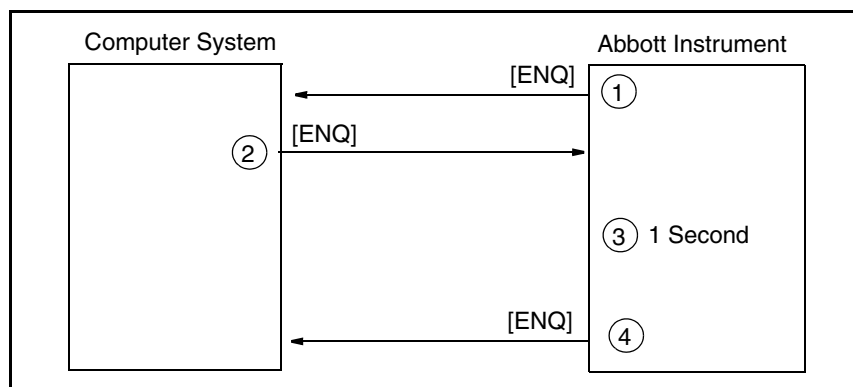 Computer System
Abbott Instrument
[ENQ]
1
2
[ENQ]
3 1 Second
[ENQ]
4